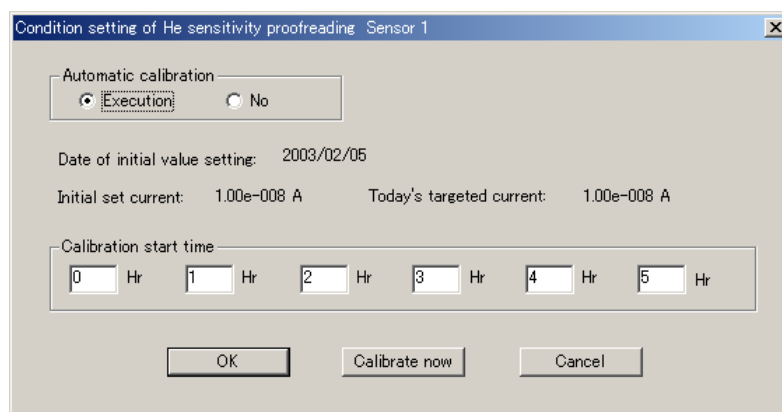 Condition setting of He sensitivity proofreading Sensor 1
Automatic calibration
Execution No
Date of initial value setting: 2003/02/05
Initial set current: 1.00e-008 A Today's targeted current: 1.00e-008 A
Calibration start time
0 Hr 1 Hr 2 Hr 3 Hr 4 Hr 5 Hr
OK Calibrate now Cancel